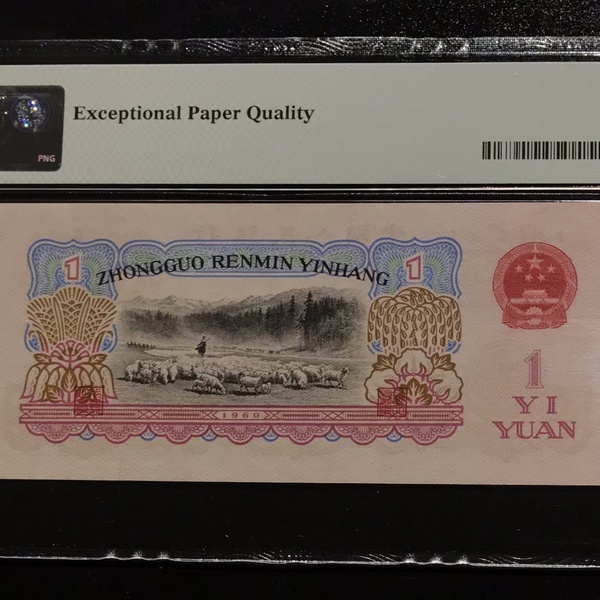 Exceptional Paper Quality
PNG
1
ZHONGGUO RENMIN YINHANG
1
1960
1
YI
YUAN